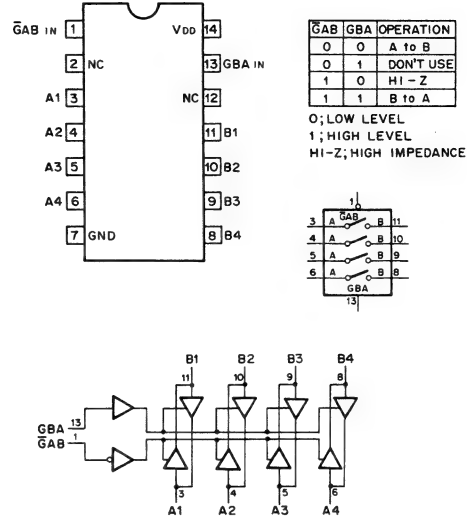 G̅AB IN 1 VDD 14
2 NC 13 GBA IN
A1 3 NC 12
A2 4 11 B1
A3 5 10 B2
A4 6 9 B3
7 GND 8 B4
G̅AB GBA OPERATION
0 0 A to B
0 1 DON'T USE
1 0 HI-Z
1 1 B to A
0; LOW LEVEL
1; HIGH LEVEL
HI-Z; HIGH IMPEDANCE
1
G̅AB
3 A B 11
4 A B 10
5 A B 9
6 A B 8
GBA
13
B1 B2 B3 B4
11 10 9 8
GBA 13
G̅AB 1
3 4 5 6
A1 A2 A3 A4